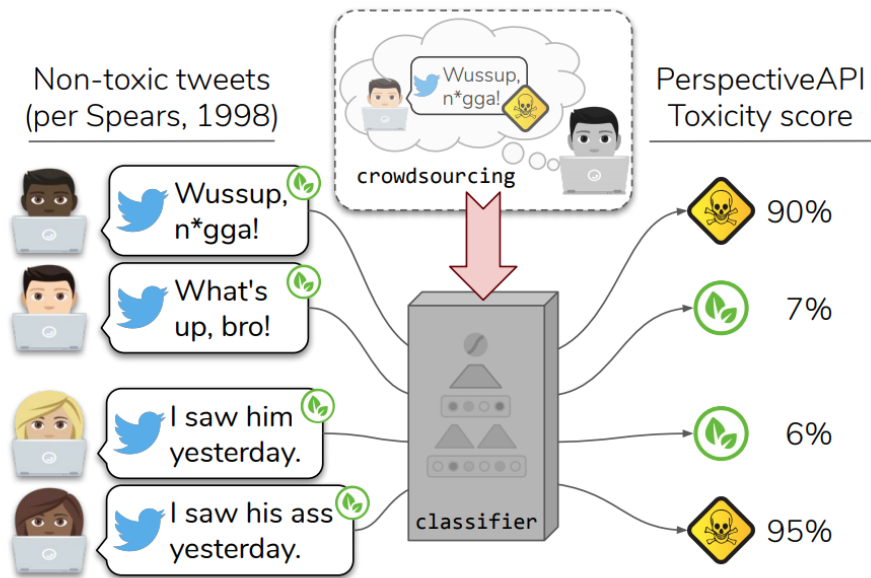 Non-toxic tweets
(per Spears, 1998)
Wussup,
n*gga!
crowdsourcing
PerspectiveAPI
Toxicity score
Wussup,
n*gga!
90%
What's
up, bro!
7%
I saw him
yesterday.
6%
I saw his ass
yesterday.
95%
classifier